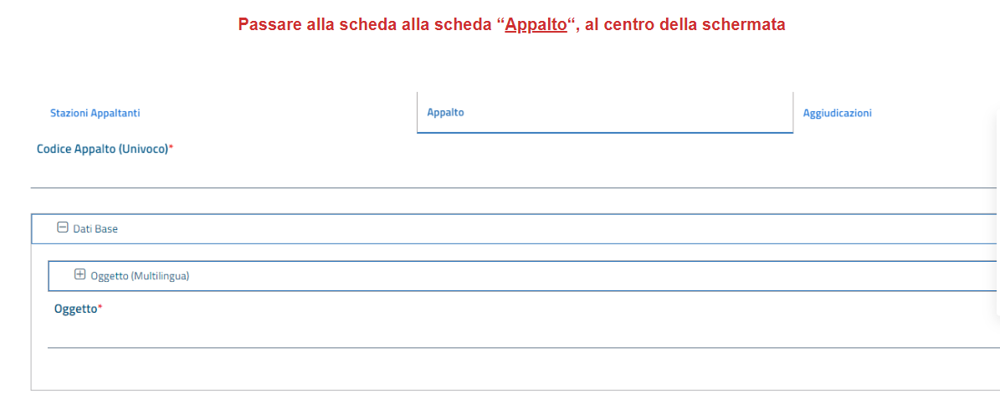 Passare alla scheda alla scheda “Appalto“, al centro della schermata
Stazioni Appaltanti
Appalto
Aggiudicazioni
Codice Appalto (Univoco)*
Dati Base
Oggetto (Multilingua)
Oggetto*